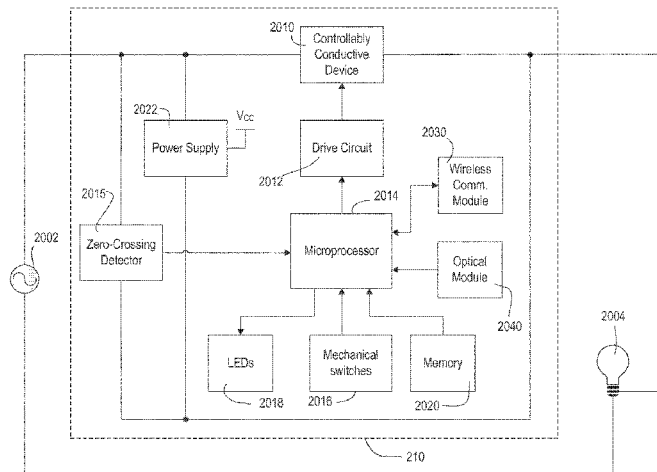 2010
Controllably
Conductive
Device
2022
Vcc
Power Supply
Drive Circuit
2012
2030
Wireless
Comm.
Module
2014
2015
Zero-Crossing
Detector
Microprocessor
2002
Optical
Module
2040
2004
LEDs
2018
Mechanical
switches
2016
Memory
2020
210